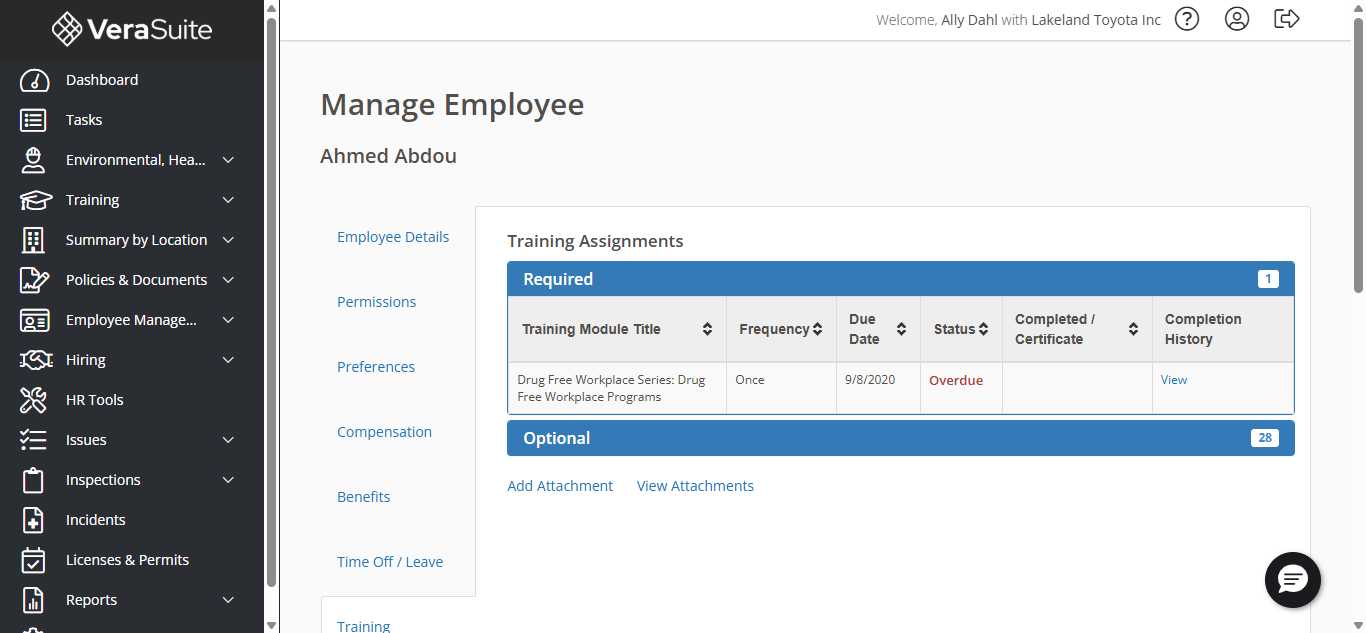 VeraSuite
Welcome, Ally Dahl with Lakeland Toyota Inc
Dashboard
Tasks
Environmental, Hea...
Training
Summary by Location
Policies & Documents
Employee Manage...
Hiring
HR Tools
Issues
Inspections
Incidents
Licenses & Permits
Reports
Manage Employee
Ahmed Abdou
Employee Details
Permissions
Preferences
Compensation
Benefits
Time Off / Leave
Training
Training Assignments
Required 1
Training Module Title
Frequency
Due
Date
Status
Completed /
Certificate
Completion
History
Drug Free Workplace Series: Drug
Free Workplace Programs
Once
9/8/2020
Overdue
View
Optional 28
Add Attachment View Attachments